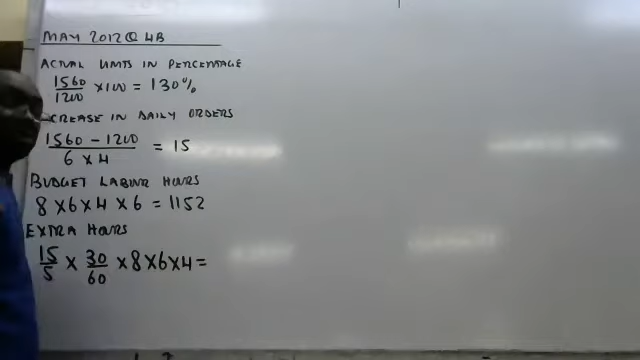 MAY 2012 Q 4B
ACTUAL UNITS IN PERCENTAGE
1560/1200 × 100 = 130%
CREASE IN DAILY ORDERS
1560 − 1200 / 6 × 4 = 15
BUDGET LABOUR HOURS
8 × 6 × 4 × 6 = 1152
EXTRA HOURS
15/5 × 30/60 × 8 × 6 × 4 =